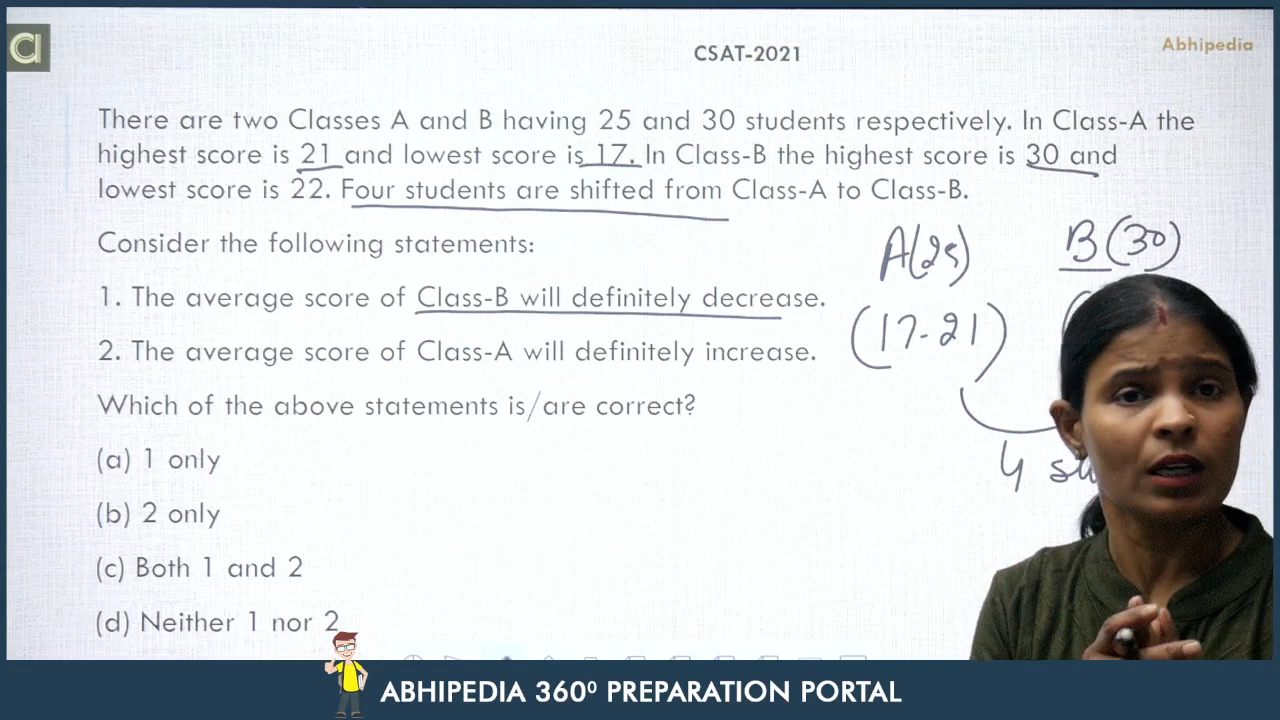 CSAT-2021
Abhipedia
There are two Classes A and B having 25 and 30 students respectively. In Class-A the
highest score is 21 and lowest score is 17. In Class-B the highest score is 30 and
lowest score is 22. Four students are shifted from Class-A to Class-B.
Consider the following statements:
1. The average score of Class-B will definitely decrease.
2. The average score of Class-A will definitely increase.
Which of the above statements is/are correct?
(a) 1 only
(b) 2 only
(c) Both 1 and 2
(d) Neither 1 nor 2
A(25) B(30)
(17-21)
4
ABHIPEDIA 360⁰ PREPARATION PORTAL